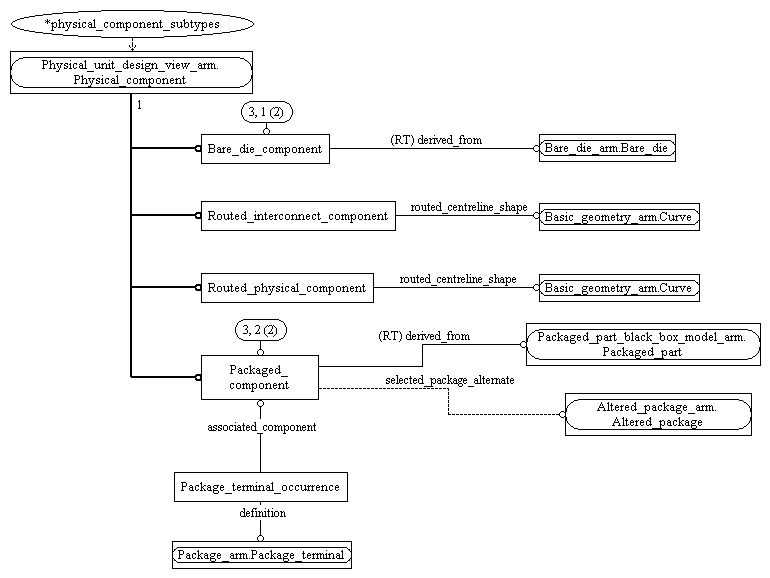 *physical_component_subtypes
Physical_unit_design_view_arm.
Physical_component
1
3, 1 (2)
Bare_die_component
(RT) derived_from
Bare_die_arm.Bare_die
Routed_interconnect_component
routed_centreline_shape
Basic_geometry_arm.Curve
Routed_physical_component
routed_centreline_shape
Basic_geometry_arm.Curve
3, 2 (2)
Packaged_
component
(RT) derived_from
Packaged_part_black_box_model_arm.
Packaged_part
selected_package_alternate
Altered_package_arm.
Altered_package
associated_component
Package_terminal_occurrence
definition
Package_arm.Package_terminal